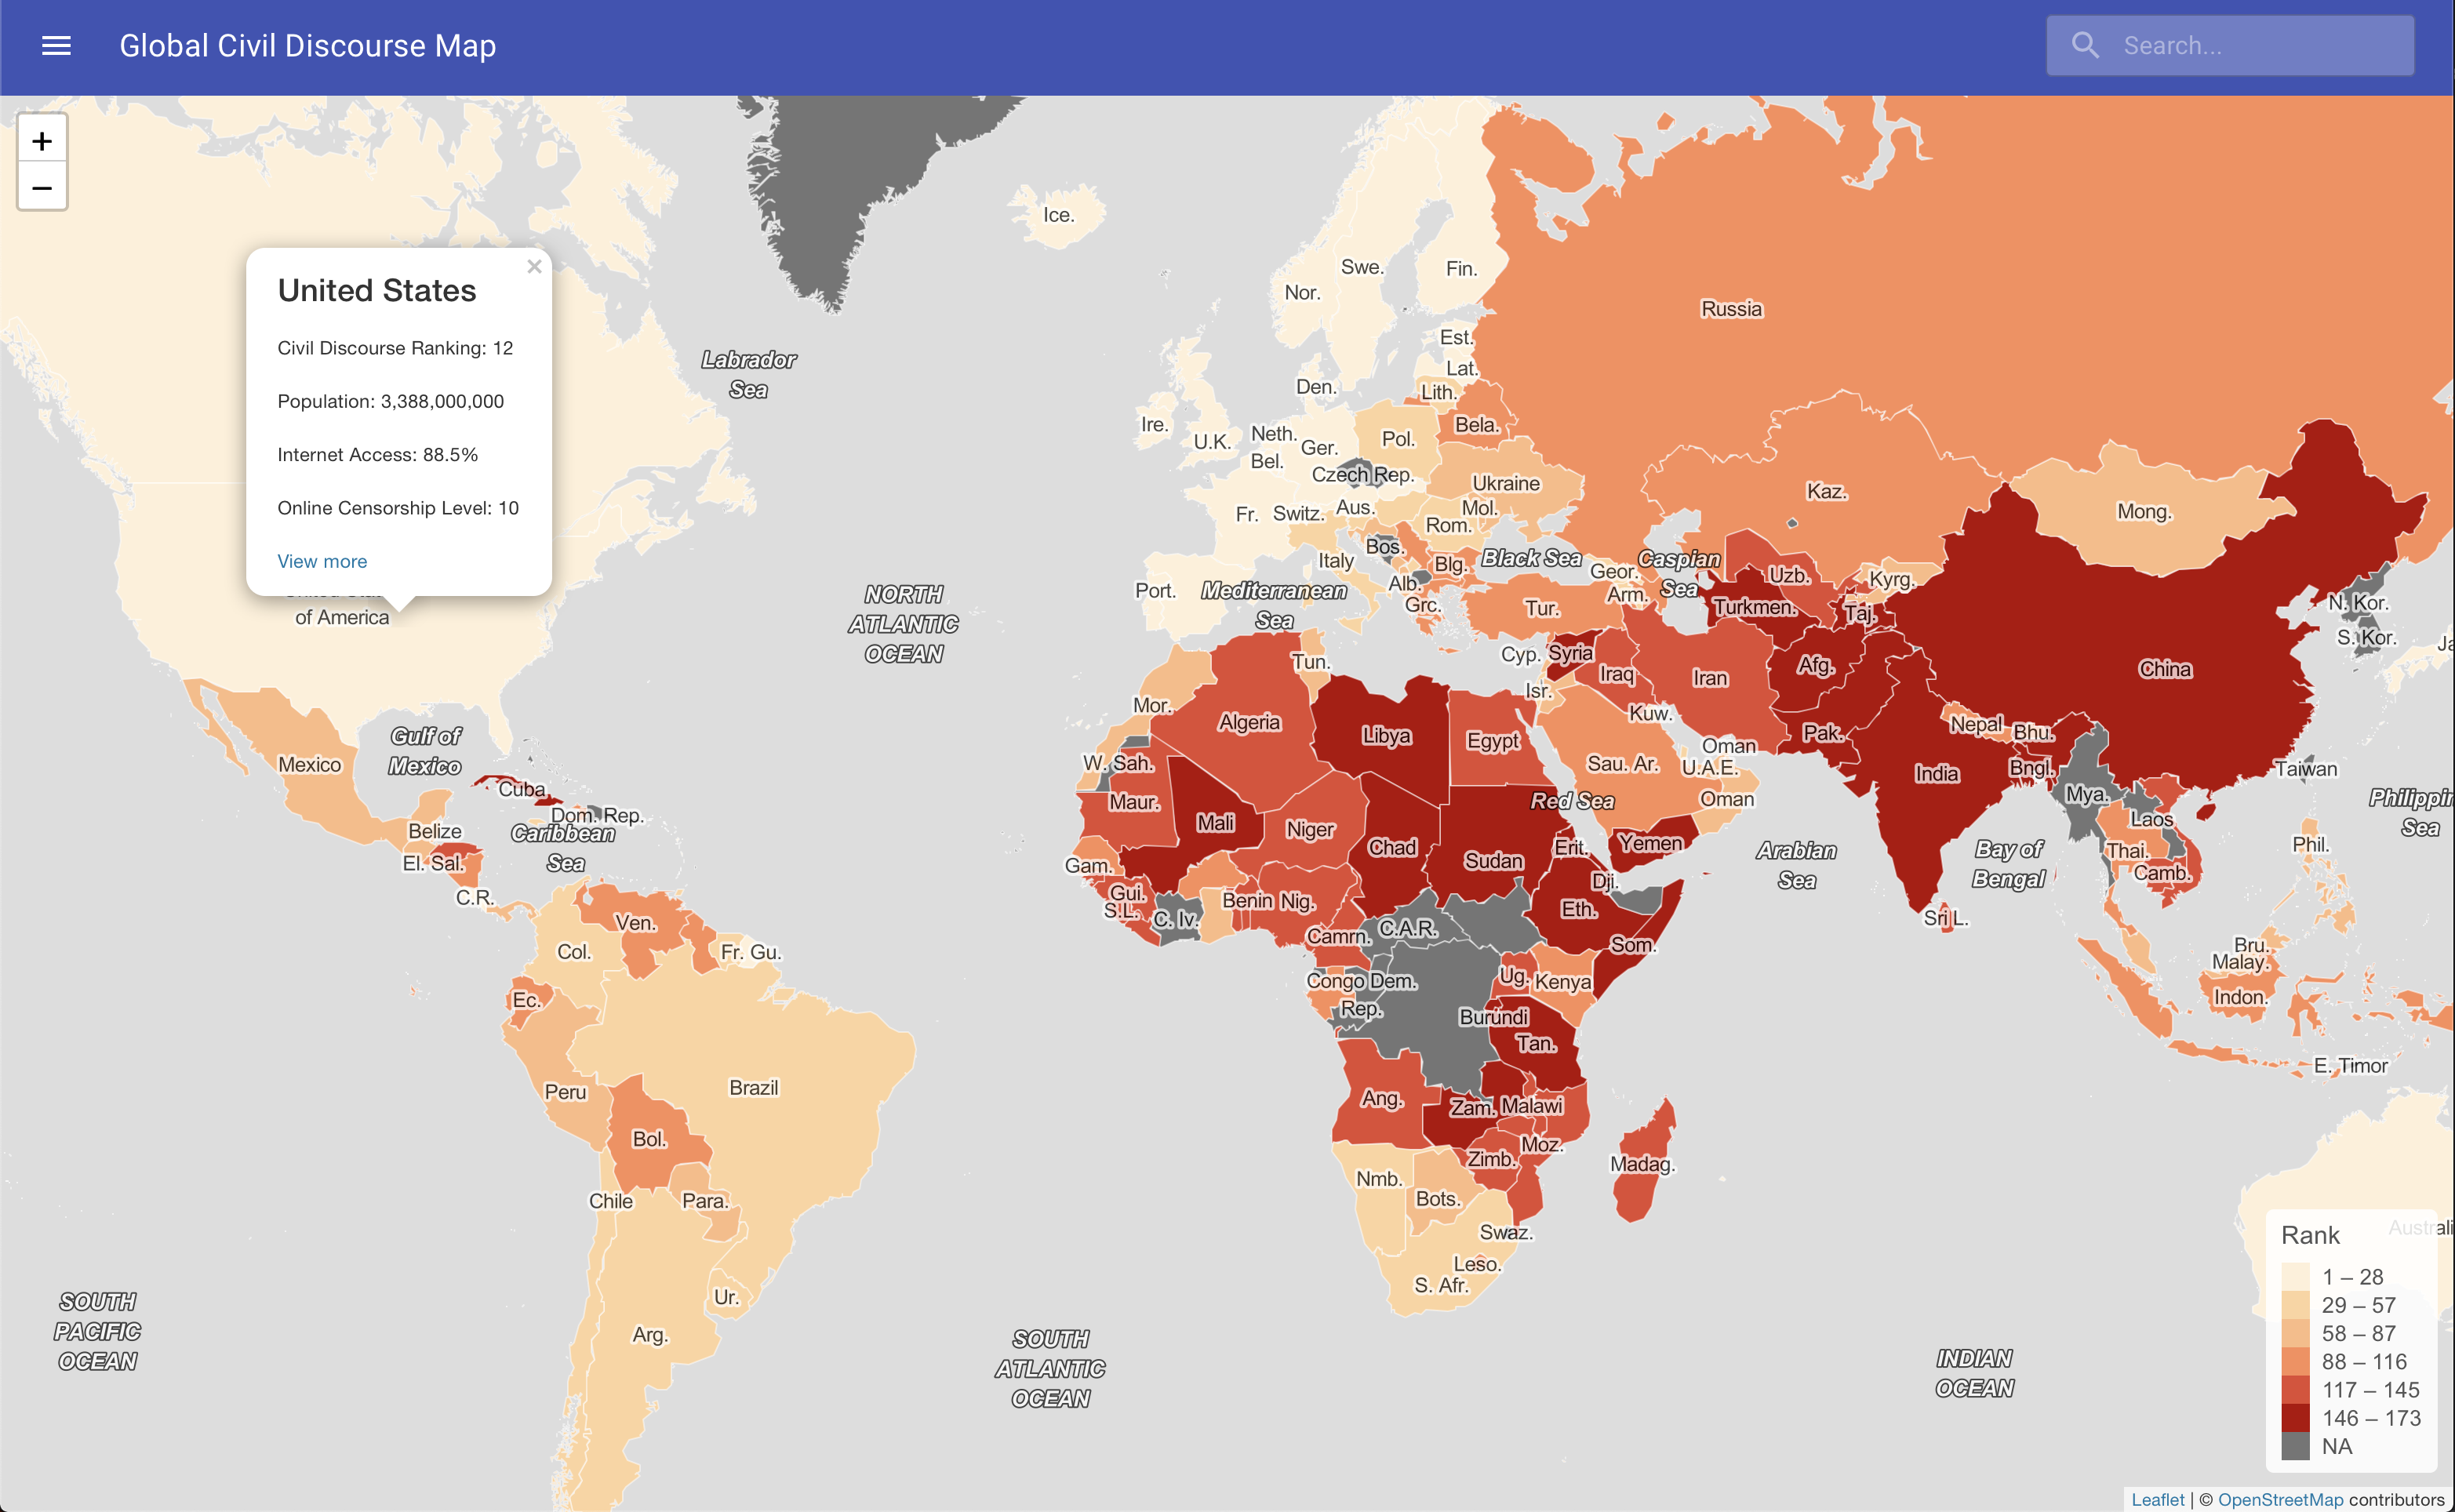 Global Civil Discourse Map
Search...
+
−
United States
×
Civil Discourse Ranking: 12
Population: 3,388,000,000
Internet Access: 88.5%
Online Censorship Level: 10
View more
of America
Labrador
Sea
NORTH
ATLANTIC
OCEAN
Gulf of
Mexico
Mexico
Cuba
Dom. Rep.
Caribbean
Sea
Belize
El. Sal.
C.R.
Ven.
Col.
Fr. Gu.
Ec.
Peru
Brazil
Bol.
Chile
Para.
Ur.
Arg.
SOUTH
PACIFIC
OCEAN
SOUTH
ATLANTIC
OCEAN
INDIAN
OCEAN
Ice.
Nor.
Swe.
Fin.
Russia
Est.
Lat.
Lith.
Den.
Bela.
Ire.
U.K.
Neth.
Ger.
Pol.
Bel.
Czech Rep.
Ukraine
Fr.
Switz.
Aus.
Mol.
Rom.
Bos.
Italy
Blg.
Alb.
Grc.
Port.
Mediterranean
Sea
Black Sea
Caspian
Sea
Geor.
Arm.
Tur.
Kaz.
Mong.
Uzb.
Kyrg.
Turkmen.
Taj.
N. Kor.
S. Kor.
Ja
China
Cyp.
Syria
Iraq
Iran
Afg.
Isr.
Kuw.
Pak.
Nepal
Bhu.
Bngl.
India
Taiwan
Tun.
Mor.
Algeria
Libya
Egypt
W. Sah.
Sau. Ar.
Oman
U.A.E.
Oman
Red Sea
Maur.
Mali
Niger
Chad
Sudan
Erit.
Yemen
Arabian
Sea
Bay of
Bengal
Mya.
Laos
Thai.
Camb.
Phil.
Philippin
Sea
Gam.
Gui.
S.L.
C. Iv.
Benin
Nig.
Camrn.
C.A.R.
Dji.
Eth.
Som.
Sri L.
Bru.
Malay.
Indon.
E. Timor
Congo Dem.
Rep.
Ug.
Kenya
Burundi
Tan.
Ang.
Zam.
Malawi
Moz.
Zimb.
Madag.
Nmb.
Bots.
Swaz.
Leso.
S. Afr.
Australi
Rank
1 – 28
29 – 57
58 – 87
88 – 116
117 – 145
146 – 173
NA
Leaflet | © OpenStreetMap contributors